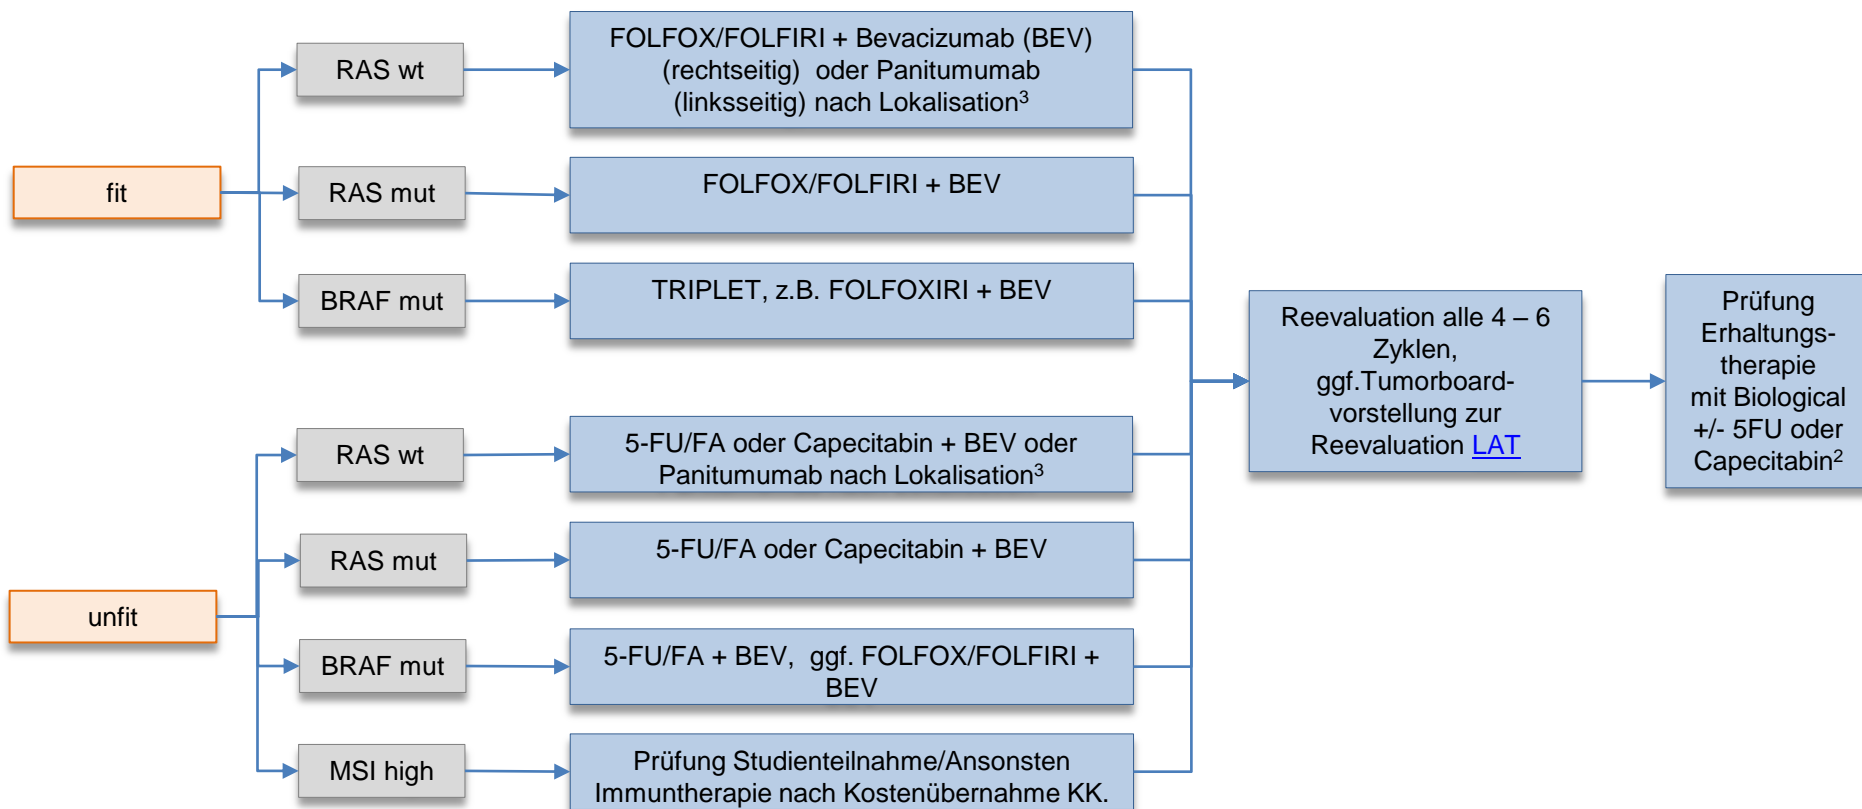 fit
RAS wt
FOLFOX/FOLFIRI + Bevacizumab (BEV)
(rechtseitig) oder Panitumumab
(linksseitig) nach Lokalisation³
RAS mut
FOLFOX/FOLFIRI + BEV
BRAF mut
TRIPLET, z.B. FOLFOXIRI + BEV
unfit
RAS wt
5-FU/FA oder Capecitabin + BEV oder
Panitumumab nach Lokalisation³
RAS mut
5-FU/FA oder Capecitabin + BEV
BRAF mut
5-FU/FA + BEV, ggf. FOLFOX/FOLFIRI +
BEV
MSI high
Prüfung Studienteilnahme/Ansonsten
Immuntherapie nach Kostenübernahme KK.
Reevaluation alle 4 – 6
Zyklen,
ggf.Tumorboard-
vorstellung zur
Reevaluation LAT
Prüfung
Erhaltungs-
therapie
mit Biological
+/- 5FU oder
Capecitabin²